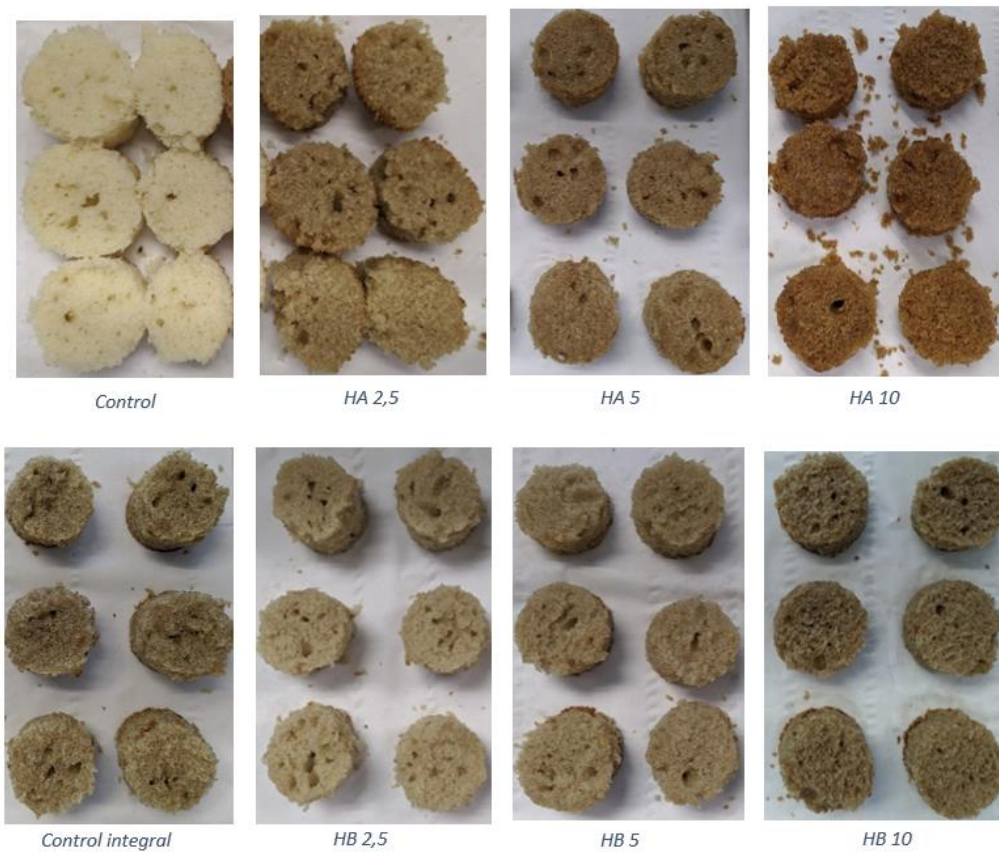 Control
HA 2,5
HA 5
HA 10
Control integral
HB 2,5
HB 5
HB 10